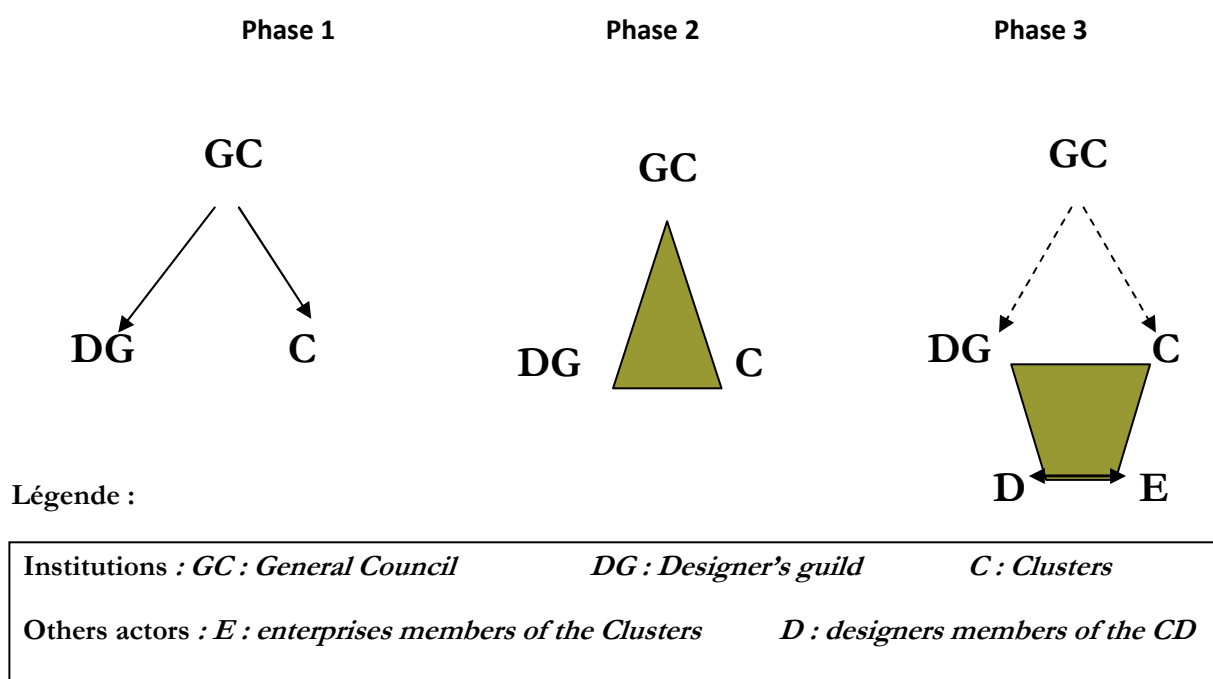 Phase 1 Phase 2 Phase 3
GC GC GC
DG C DG C DG C
D E
Légende :
Institutions : GC : General Council DG : Designer’s guild C : Clusters
Others actors : E : enterprises members of the Clusters D : designers members of the CD